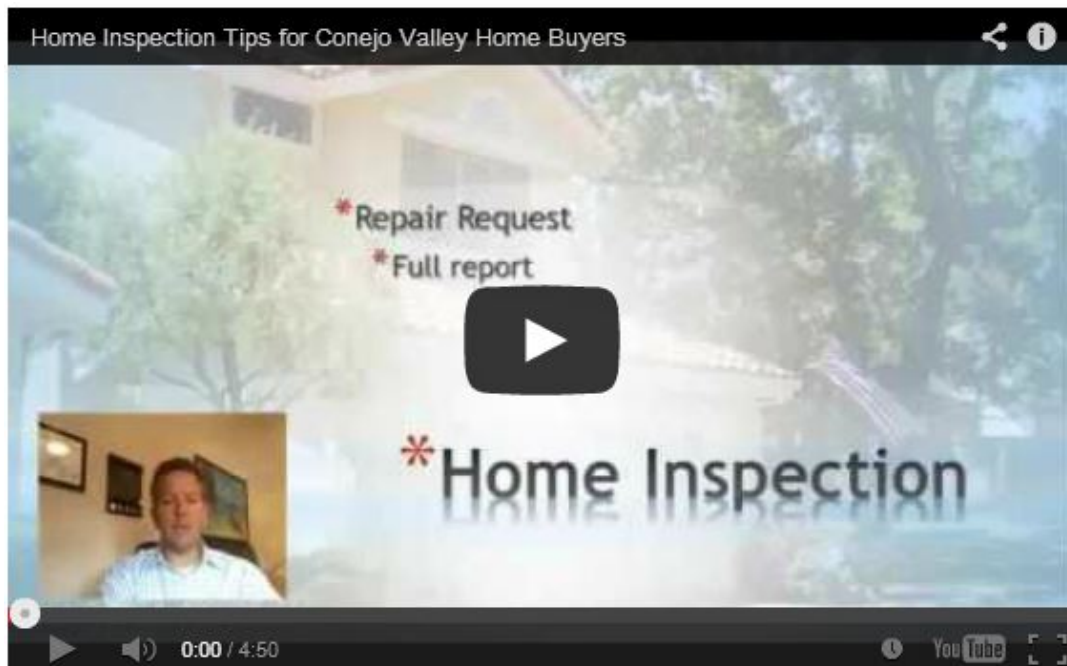 Home Inspection Tips for Conejo Valley Home Buyers
*Repair Request
*Full report
*Home Inspection
0:00 / 4:50
YouTube